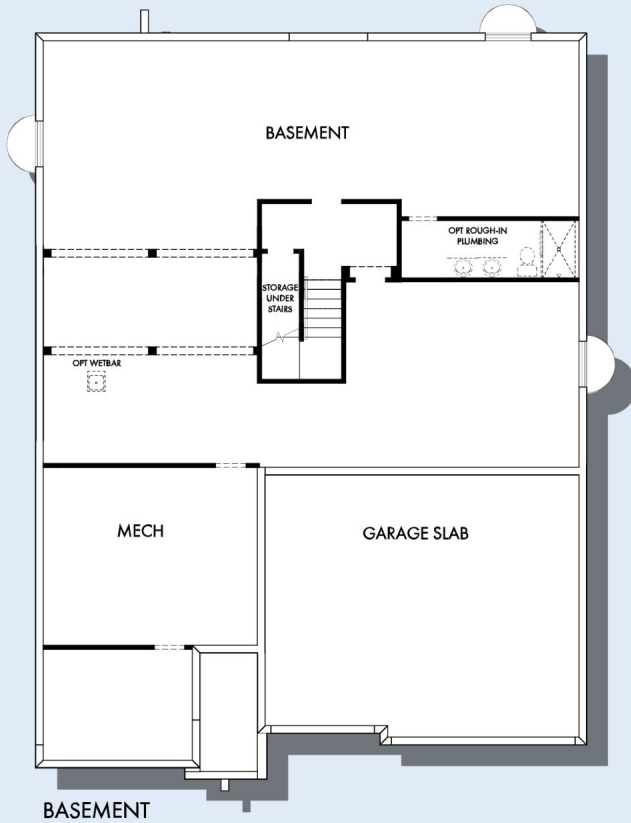 BASEMENT
OPT ROUGH-IN
PLUMBING
STORAGE
UNDER
STAIRS
OPT WETBAR
MECH
GARAGE SLAB
BASEMENT